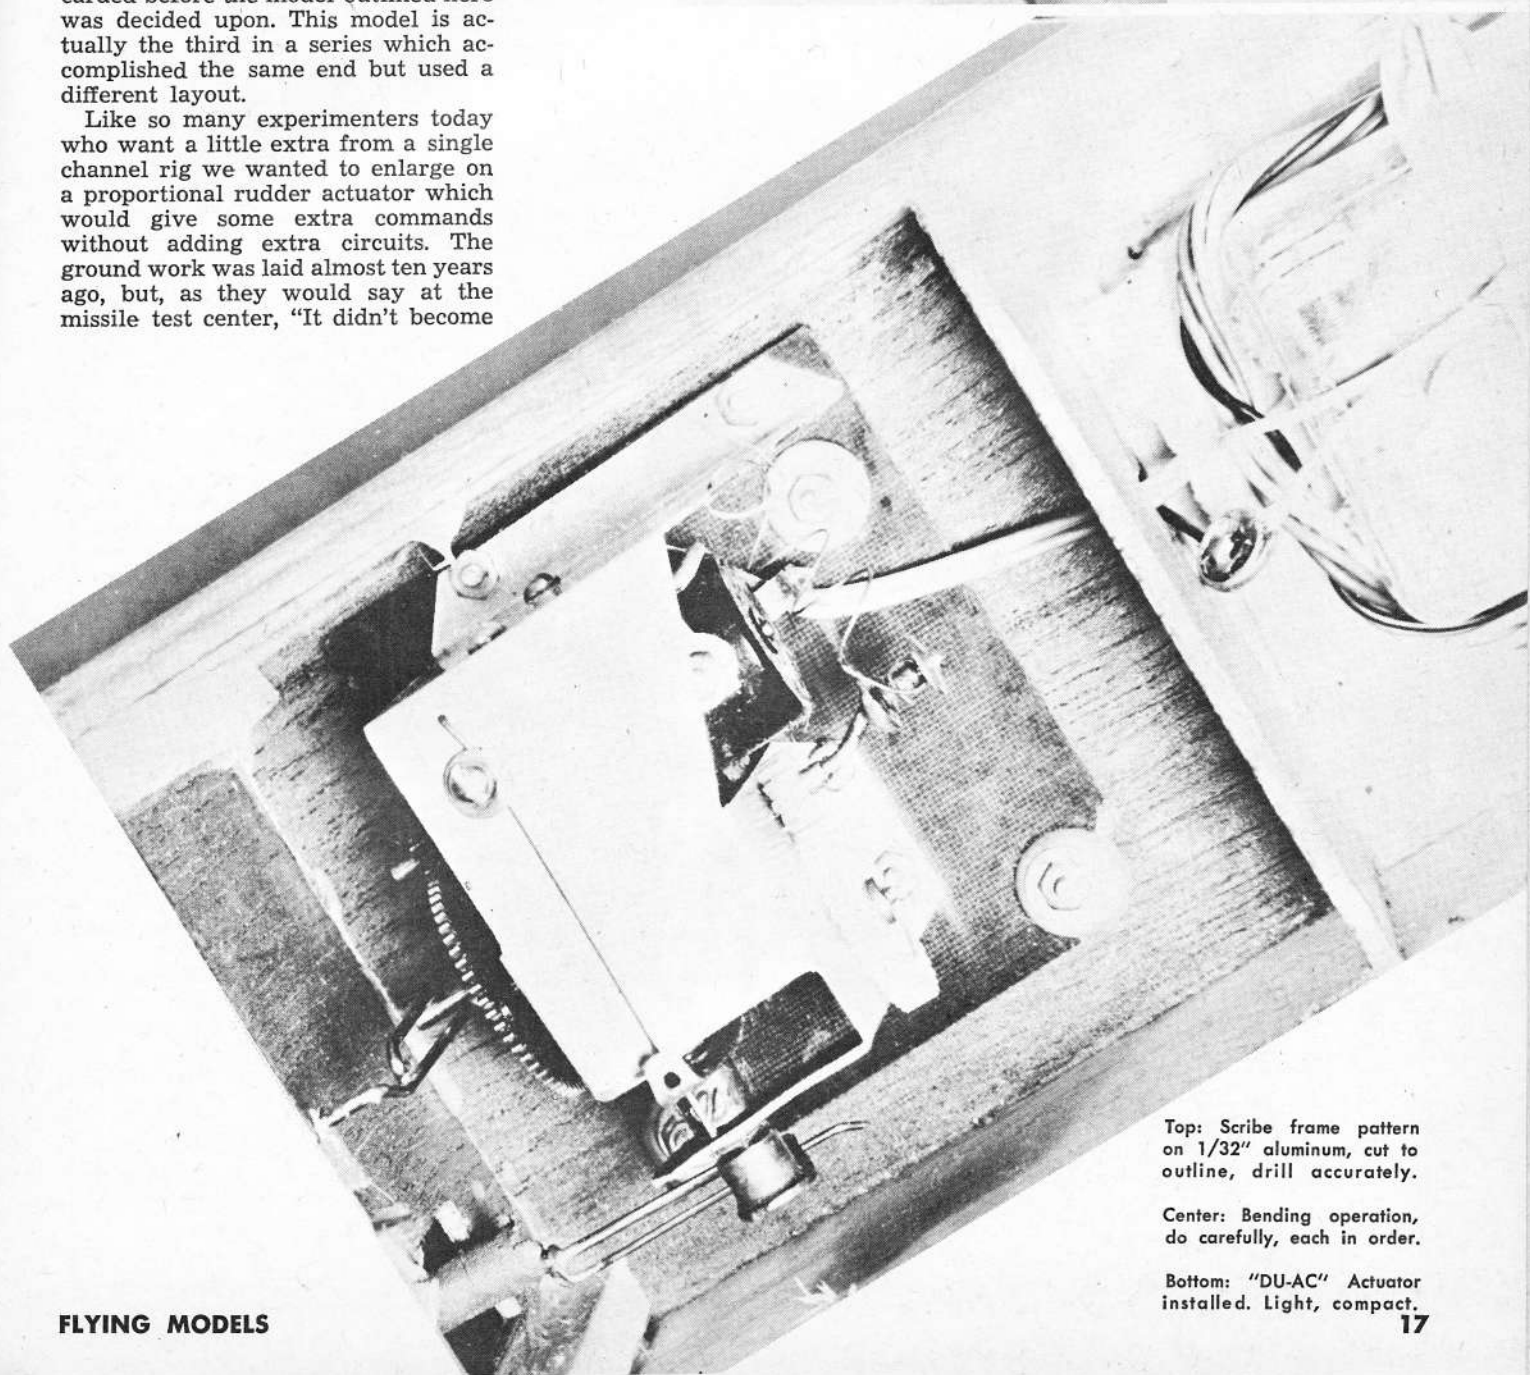 was decided upon. This model is ac-
tually the third in a series which ac-
complished the same end but used a
different layout.
Like so many experimenters today
who want a little extra from a single
channel rig we wanted to enlarge on
a proportional rudder actuator which
would give some extra commands
without adding extra circuits. The
ground work was laid almost ten years
ago, but, as they would say at the
missile test center, “It didn’t become
Top: Scribe frame pattern
on 1/32″ aluminum, cut to
outline, drill accurately.
Center: Bending operation,
do carefully, each in order.
Bottom: “DU-AC” Actuator
installed. Light, compact.
FLYING MODELS
17